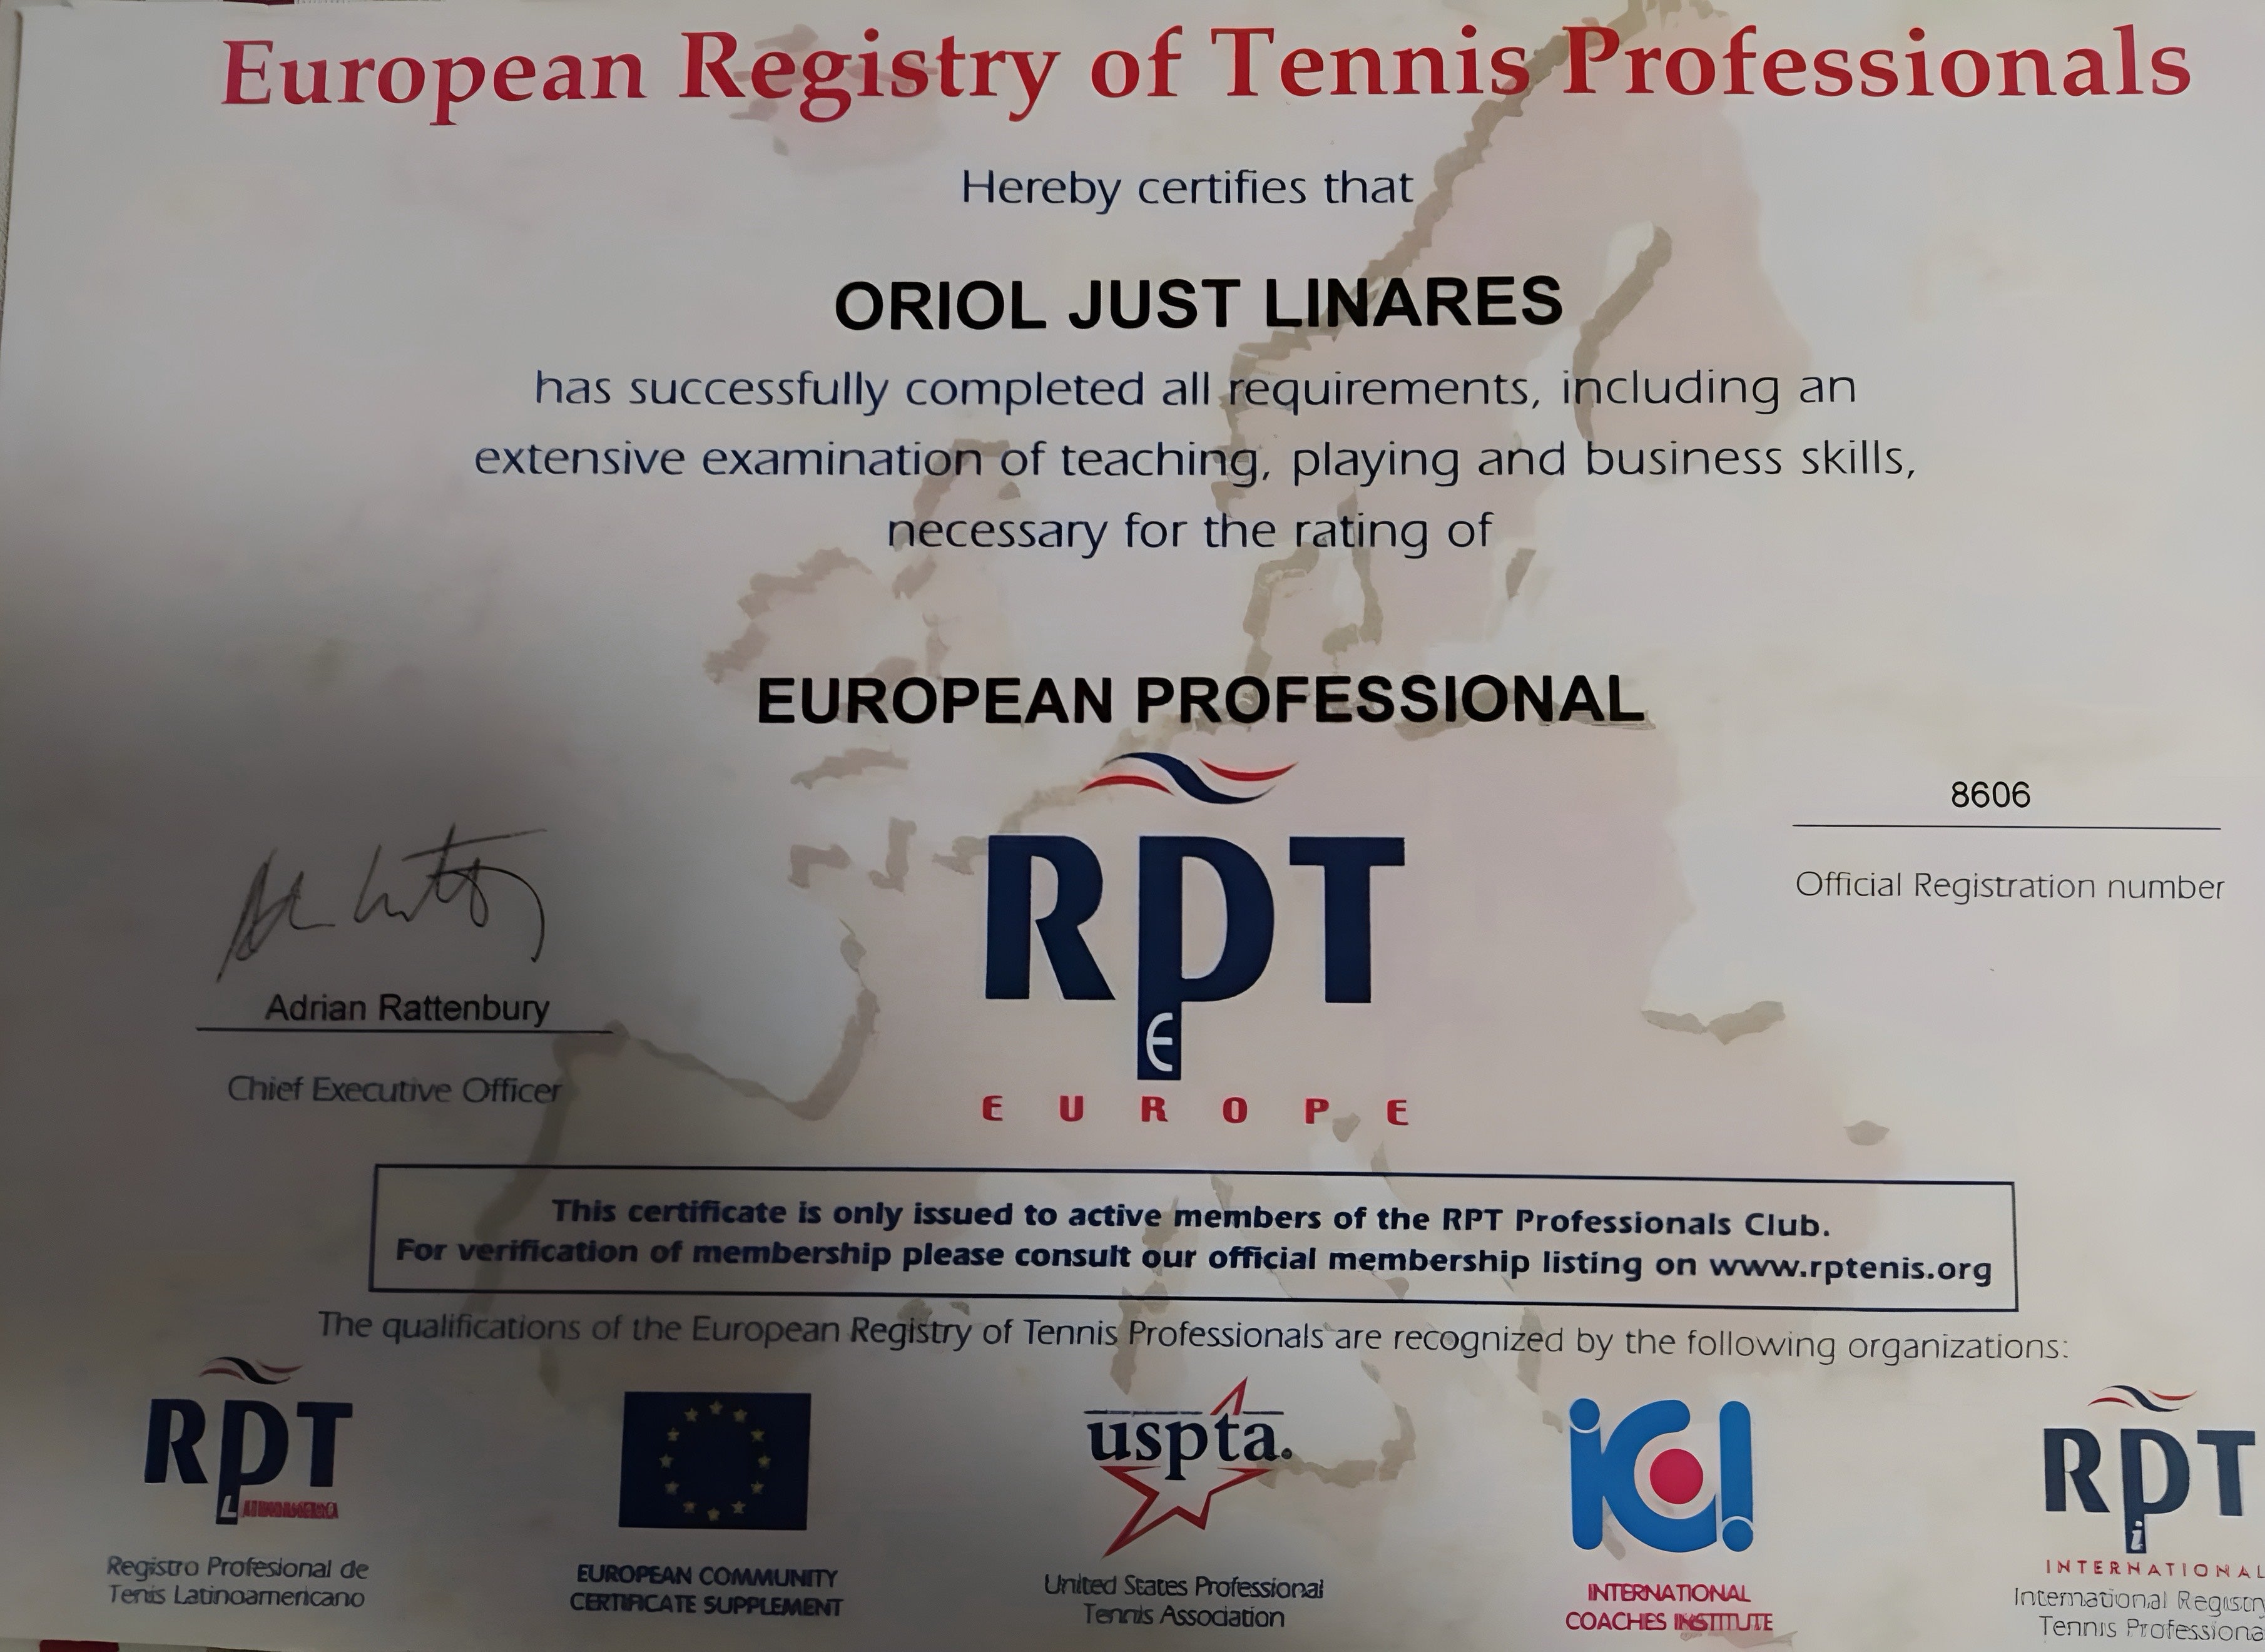 European Registry of Tennis Professionals
Hereby certifies that
ORIOL JUST LINARES
has successfully completed all requirements, including an
extensive examination of teaching, playing and business skills,
necessary for the rating of
EUROPEAN PROFESSIONAL
8606
Official Registration number
RPT
E
EUROPE
Adrian Rattenbury
Chief Executive Officer
This certificate is only issued to active members of the RPT Professionals Club.
For verification of membership please consult our official membership listing on www.rptenis.org
The qualifications of the European Registry of Tennis Professionals are recognized by the following organizations:
RPT
L
Registro Profesional de
Tenis Latinoamericano
EUROPEAN COMMUNITY
CERTIFICATE SUPPLEMENT
uspta.
United States Professional
Tennis Association
iC!
INTERNATIONAL
COACHES INSTITUTE
RPT
i
INTERNATIONAL
International Registry
Tennis Professiona